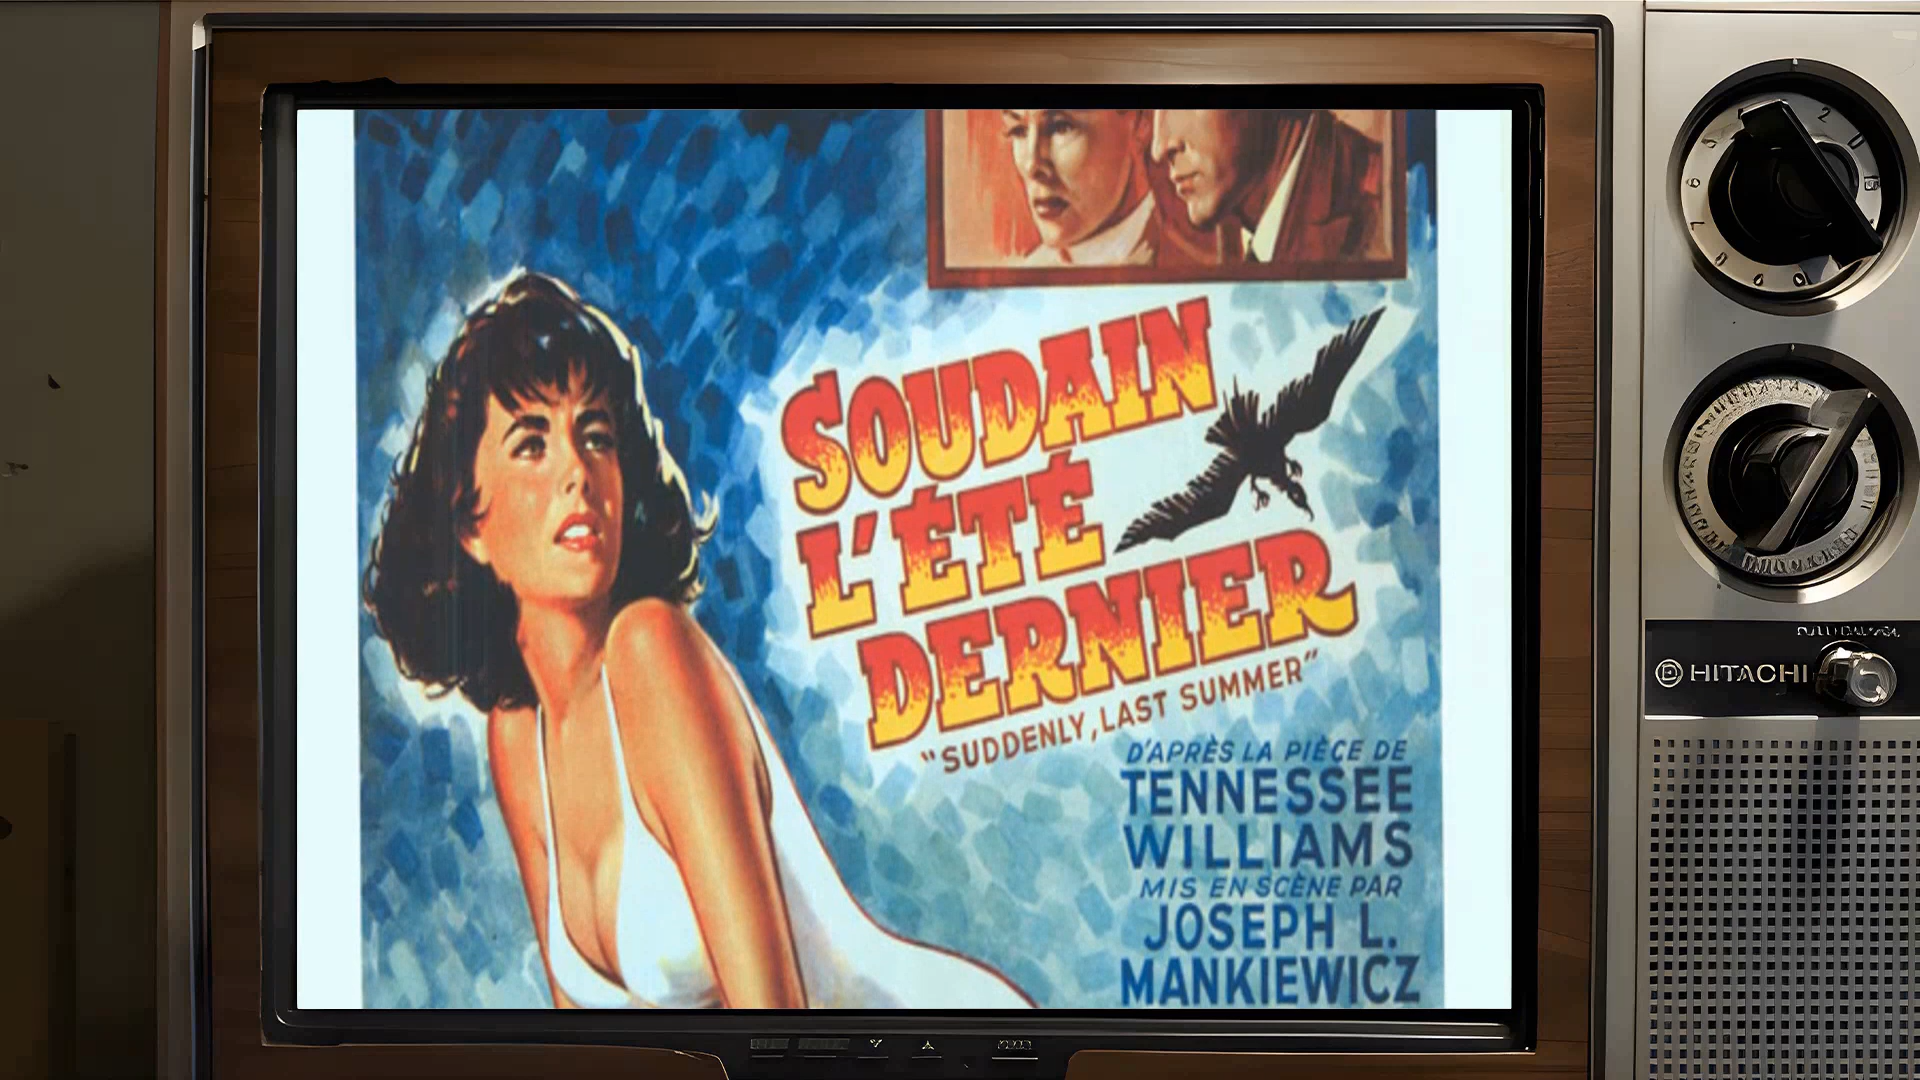 SOUDAIN
L'ÉTÉ
DERNIER
"SUDDENLY, LAST SUMMER"
D'APRÈS LA PIÈCE DE
TENNESSEE
WILLIAMS
MIS EN SCÈNE PAR
JOSEPH L.
MANKIEWICZ
HITACHI